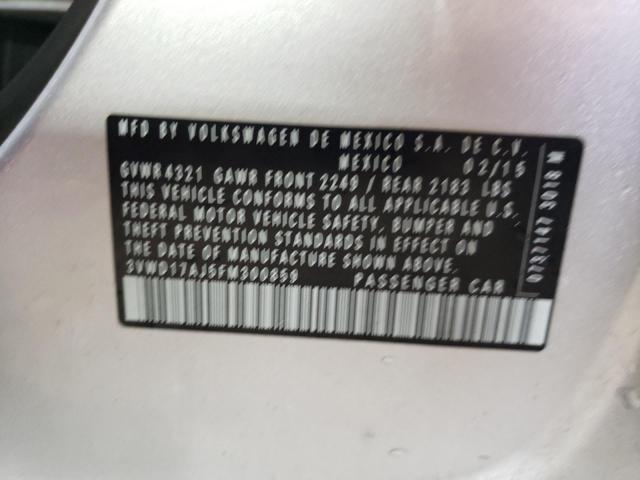 MFD BY VOLKSWAGEN DE MEXICO S.A. DE C.V.
MEXICO 02/15
GVWR 4321 GAWR FRONT 2249 / REAR 2183 LBS
THIS VEHICLE CONFORMS TO ALL APPLICABLE U.S.
FEDERAL MOTOR VEHICLE SAFETY, BUMPER AND
THEFT PREVENTION STANDARDS IN EFFECT ON
THE DATE OF MANUFACTURE SHOWN ABOVE.
3VWD17AJ5FM300859 PASSENGER CAR